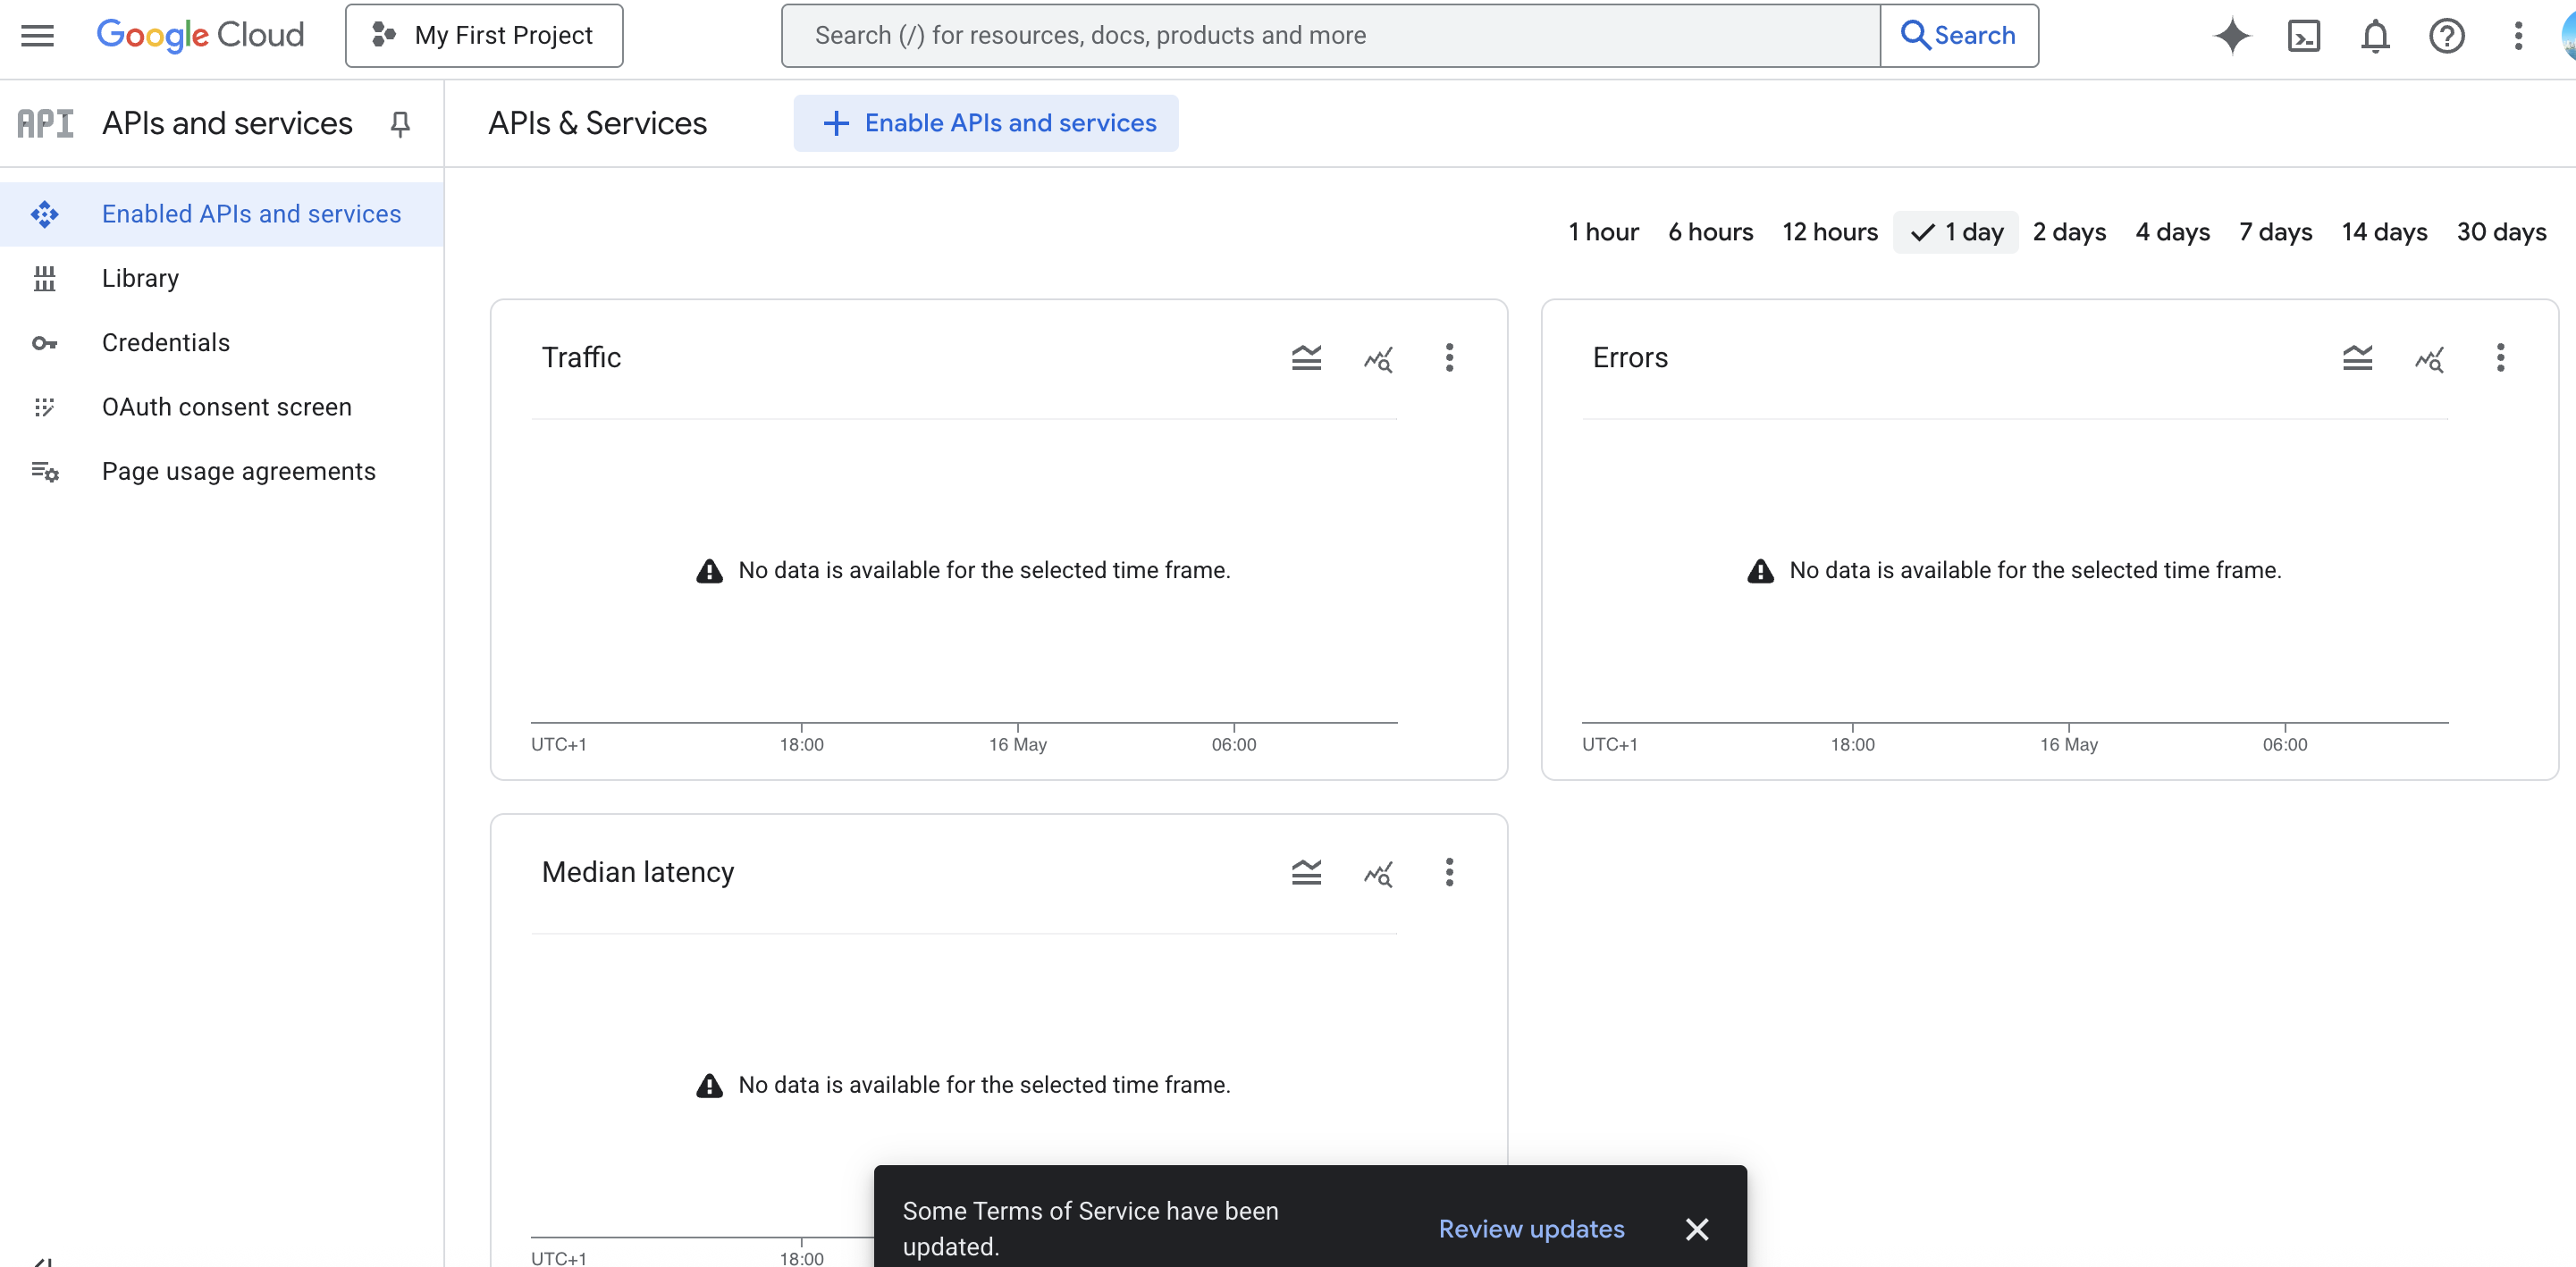 Google Cloud
My First Project
Search (/) for resources, docs, products and more
Search
API
APIs and services
APIs & Services
Enable APIs and services
Enabled APIs and services
Library
Credentials
OAuth consent screen
Page usage agreements
1 hour
6 hours
12 hours
1 day
2 days
4 days
7 days
14 days
30 days
Traffic
No data is available for the selected time frame.
UTC+1
18:00
16 May
06:00
Errors
No data is available for the selected time frame.
UTC+1
18:00
16 May
06:00
Median latency
No data is available for the selected time frame.
UTC+1
18:00
Some Terms of Service have been
updated.
Review updates